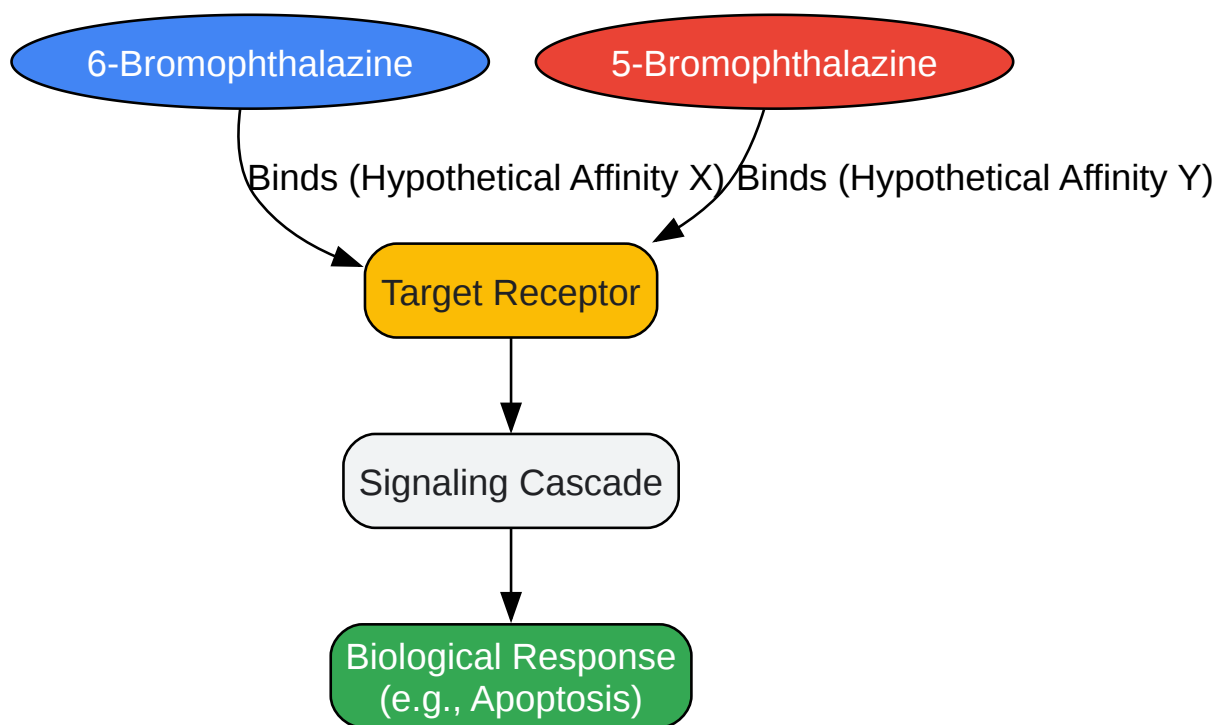 6-Bromophthalazine
5-Bromophthalazine
Binds (Hypothetical Affinity X)
Binds (Hypothetical Affinity Y)
Target Receptor
Signaling Cascade
Biological Response
(e.g., Apoptosis)